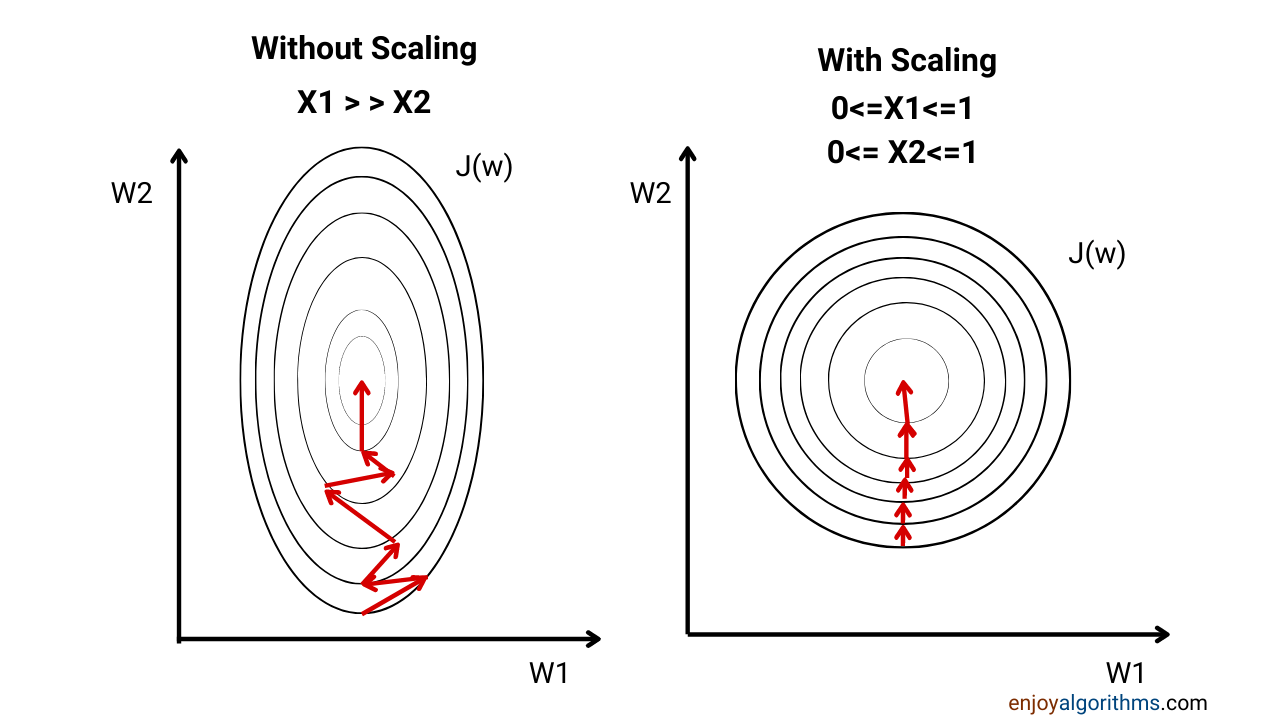 Without Scaling
X1 > > X2
J(w)
W2
W1
With Scaling
0<=X1<=1
0<= X2<=1
W2
J(w)
W1
enjoyalgorithms.com